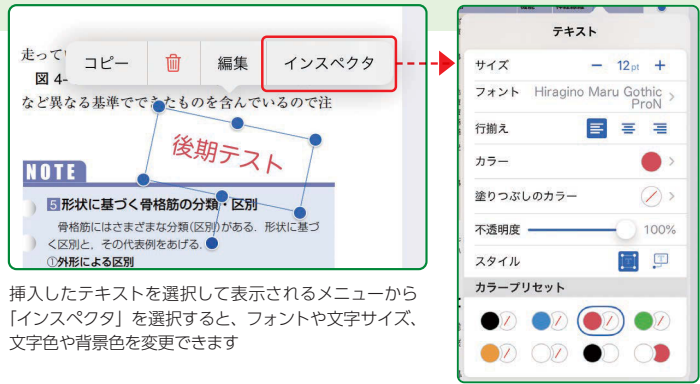 走って
コピー
編集
インスペクタ
図 4-
など異なる基準でできたものを含んでいるので注
後期テスト
NOTE
5 形状に基づく骨格筋の分類・区別
骨格筋にはさまざまな分類(区別)がある．形状に基づ
く区別と，その代表例をあげる．
①外形による区別
挿入したテキストを選択して表示されるメニューから
「インスペクタ」を選択すると、フォントや文字サイズ、
文字色や背景色を変更できます
テキスト
サイズ − 12pt +
フォント Hiragino Maru Gothic
ProN
行揃え
カラー
塗りつぶしのカラー
不透明度 100%
スタイル
カラープリセット